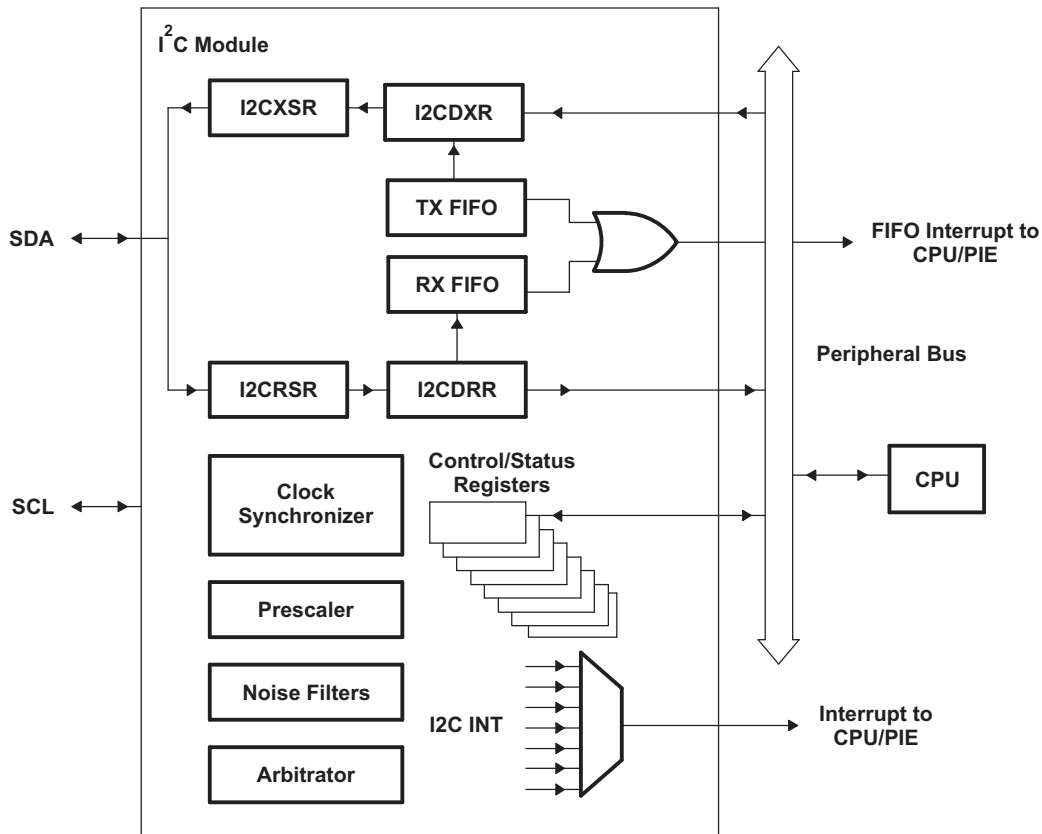 I2C Module
I2CXSR
I2CDXR
TX FIFO
SDA
FIFO Interrupt to
CPU/PIE
RX FIFO
Peripheral Bus
I2CRSR
I2CDRR
Control/Status
Registers
CPU
SCL
Clock
Synchronizer
Prescaler
Noise Filters
I2C INT
Interrupt to
CPU/PIE
Arbitrator